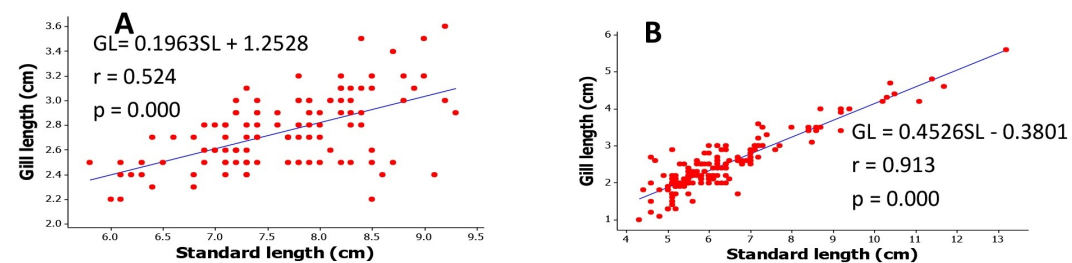 A
GL= 0.1963SL + 1.2528
r = 0.524
p = 0.000
Gill length (cm)
3.6
3.4
3.2
3.0
2.8
2.6
2.4
2.2
2.0
6.0 6.5 7.0 7.5 8.0 8.5 9.0 9.5
Standard length (cm)
B
GL = 0.4526SL - 0.3801
r = 0.913
p = 0.000
Gill length (cm)
6
5
4
3
2
1
4 5 6 7 8 9 10 11 12 13
Standard length (cm)